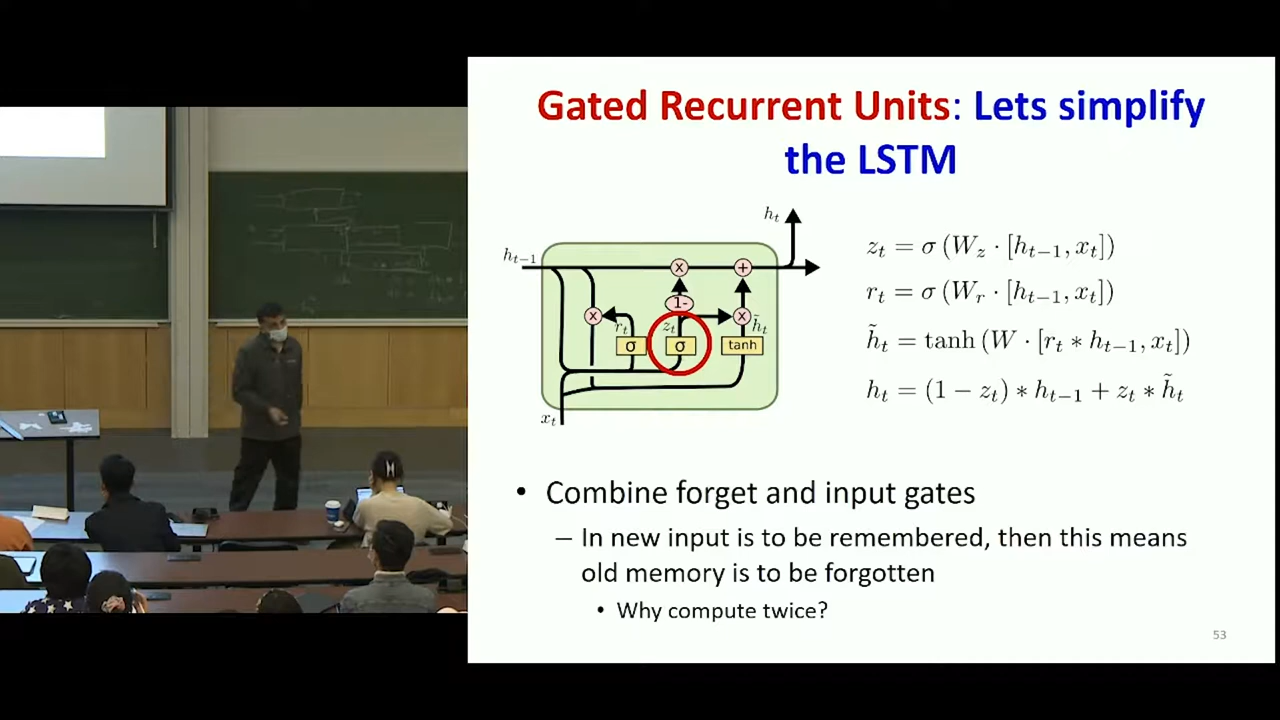 Gated Recurrent Units: Lets simplify
the LSTM
h_t
h_{t-1}
x
+
1-
x
r_t
z_t
x
h̃_t
σ
σ
tanh
x_t
z_t = σ (W_z · [h_{t-1}, x_t])
r_t = σ (W_r · [h_{t-1}, x_t])
h̃_t = tanh (W · [r_t * h_{t-1}, x_t])
h_t = (1 − z_t) * h_{t-1} + z_t * h̃_t
• Combine forget and input gates
– In new input is to be remembered, then this means
old memory is to be forgotten
• Why compute twice?
53